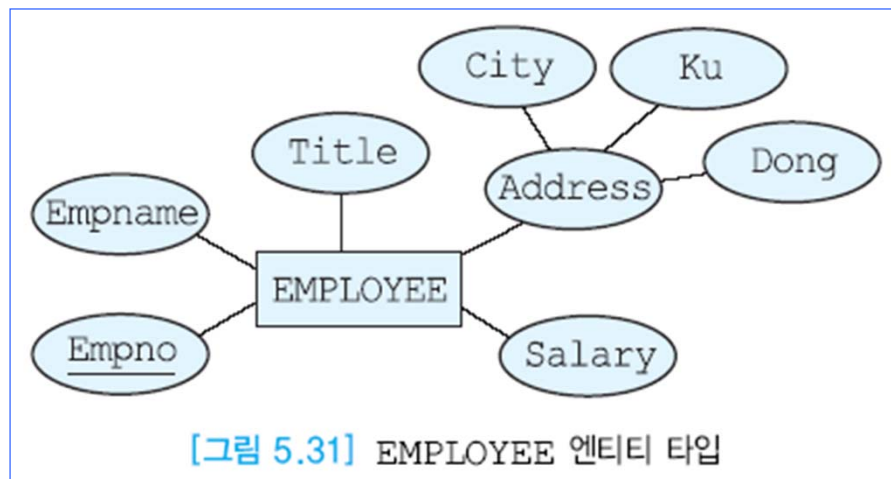 City
Ku
Title
Dong
Address
Empname
EMPLOYEE
Empno
Salary
[그림 5.31] EMPLOYEE 엔티티 타입